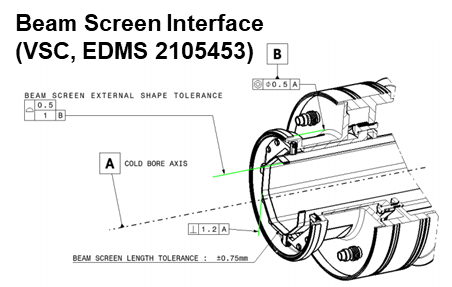 Beam Screen Interface
(VSC, EDMS 2105453)
B
◎ ⌀0.5 A
BEAM SCREEN EXTERNAL SHAPE TOLERANCE
⌓ 0.5
1 B
A
COLD BORE AXIS
⊥ 1.2 A
BEAM SCREEN LENGTH TOLERANCE : ±0.75mm